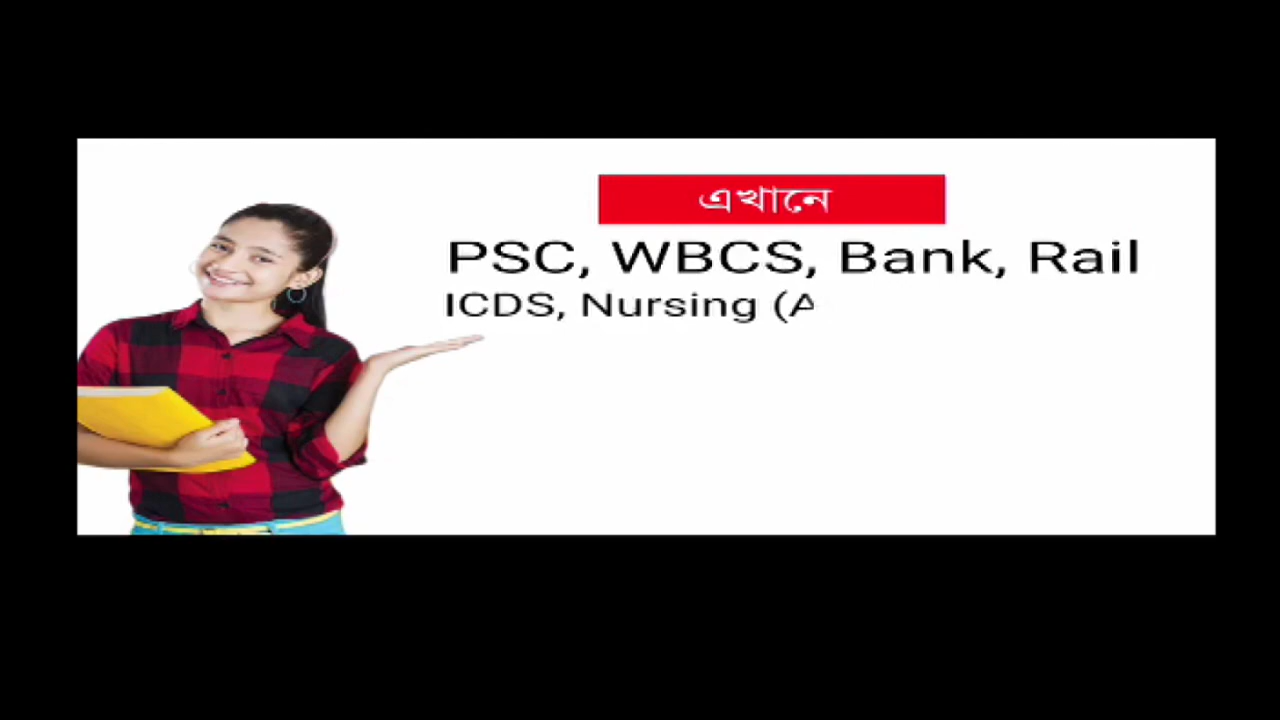 এখানে
PSC, WBCS, Bank, Rail
ICDS, Nursing (A